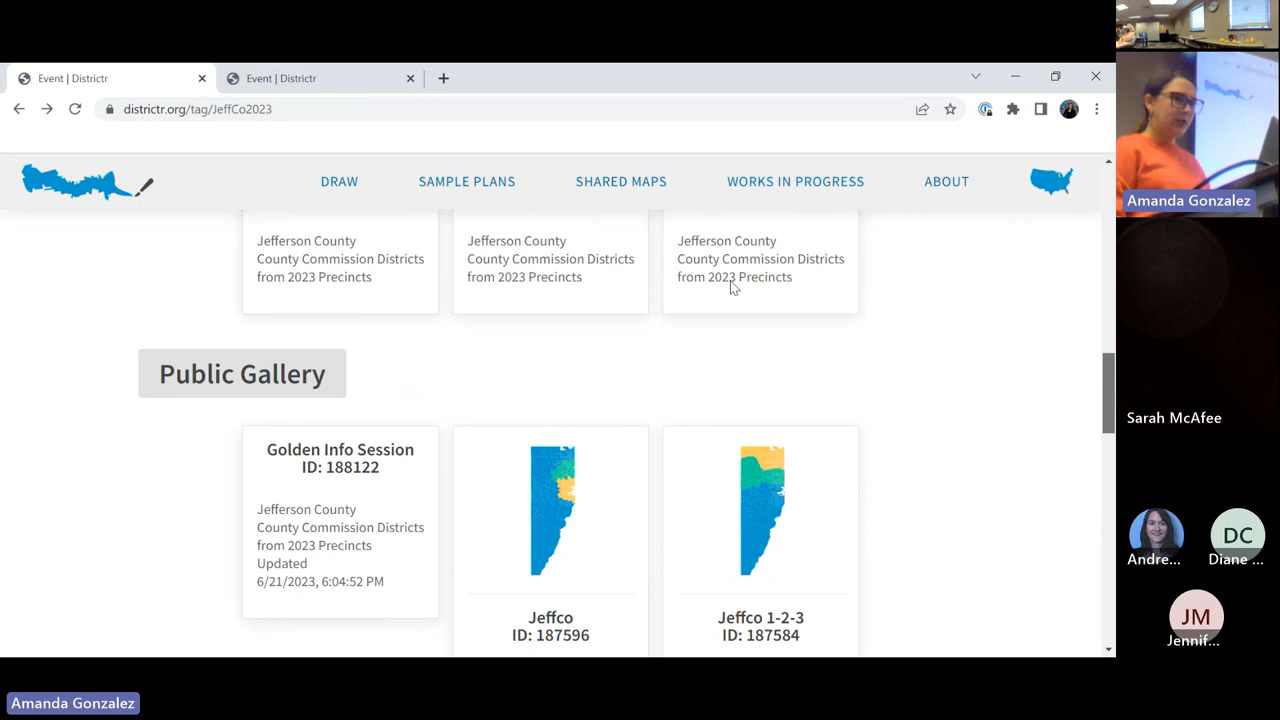 Event | Districtr
Event | Districtr
districtr.org/tag/JeffCo2023
DRAW
SAMPLE PLANS
SHARED MAPS
WORKS IN PROGRESS
ABOUT
Jefferson County
County Commission Districts
from 2023 Precincts
Jefferson County
County Commission Districts
from 2023 Precincts
Jefferson County
County Commission Districts
from 2023 Precincts
Public Gallery
Golden Info Session
ID: 188122
Jefferson County
County Commission Districts
from 2023 Precincts
Updated
6/21/2023, 6:04:52 PM
Jeffco
ID: 187596
Jeffco 1-2-3
ID: 187584
Amanda Gonzalez
Sarah McAfee
Andre...
DC
Diane ...
JM
Jennif...
Amanda Gonzalez